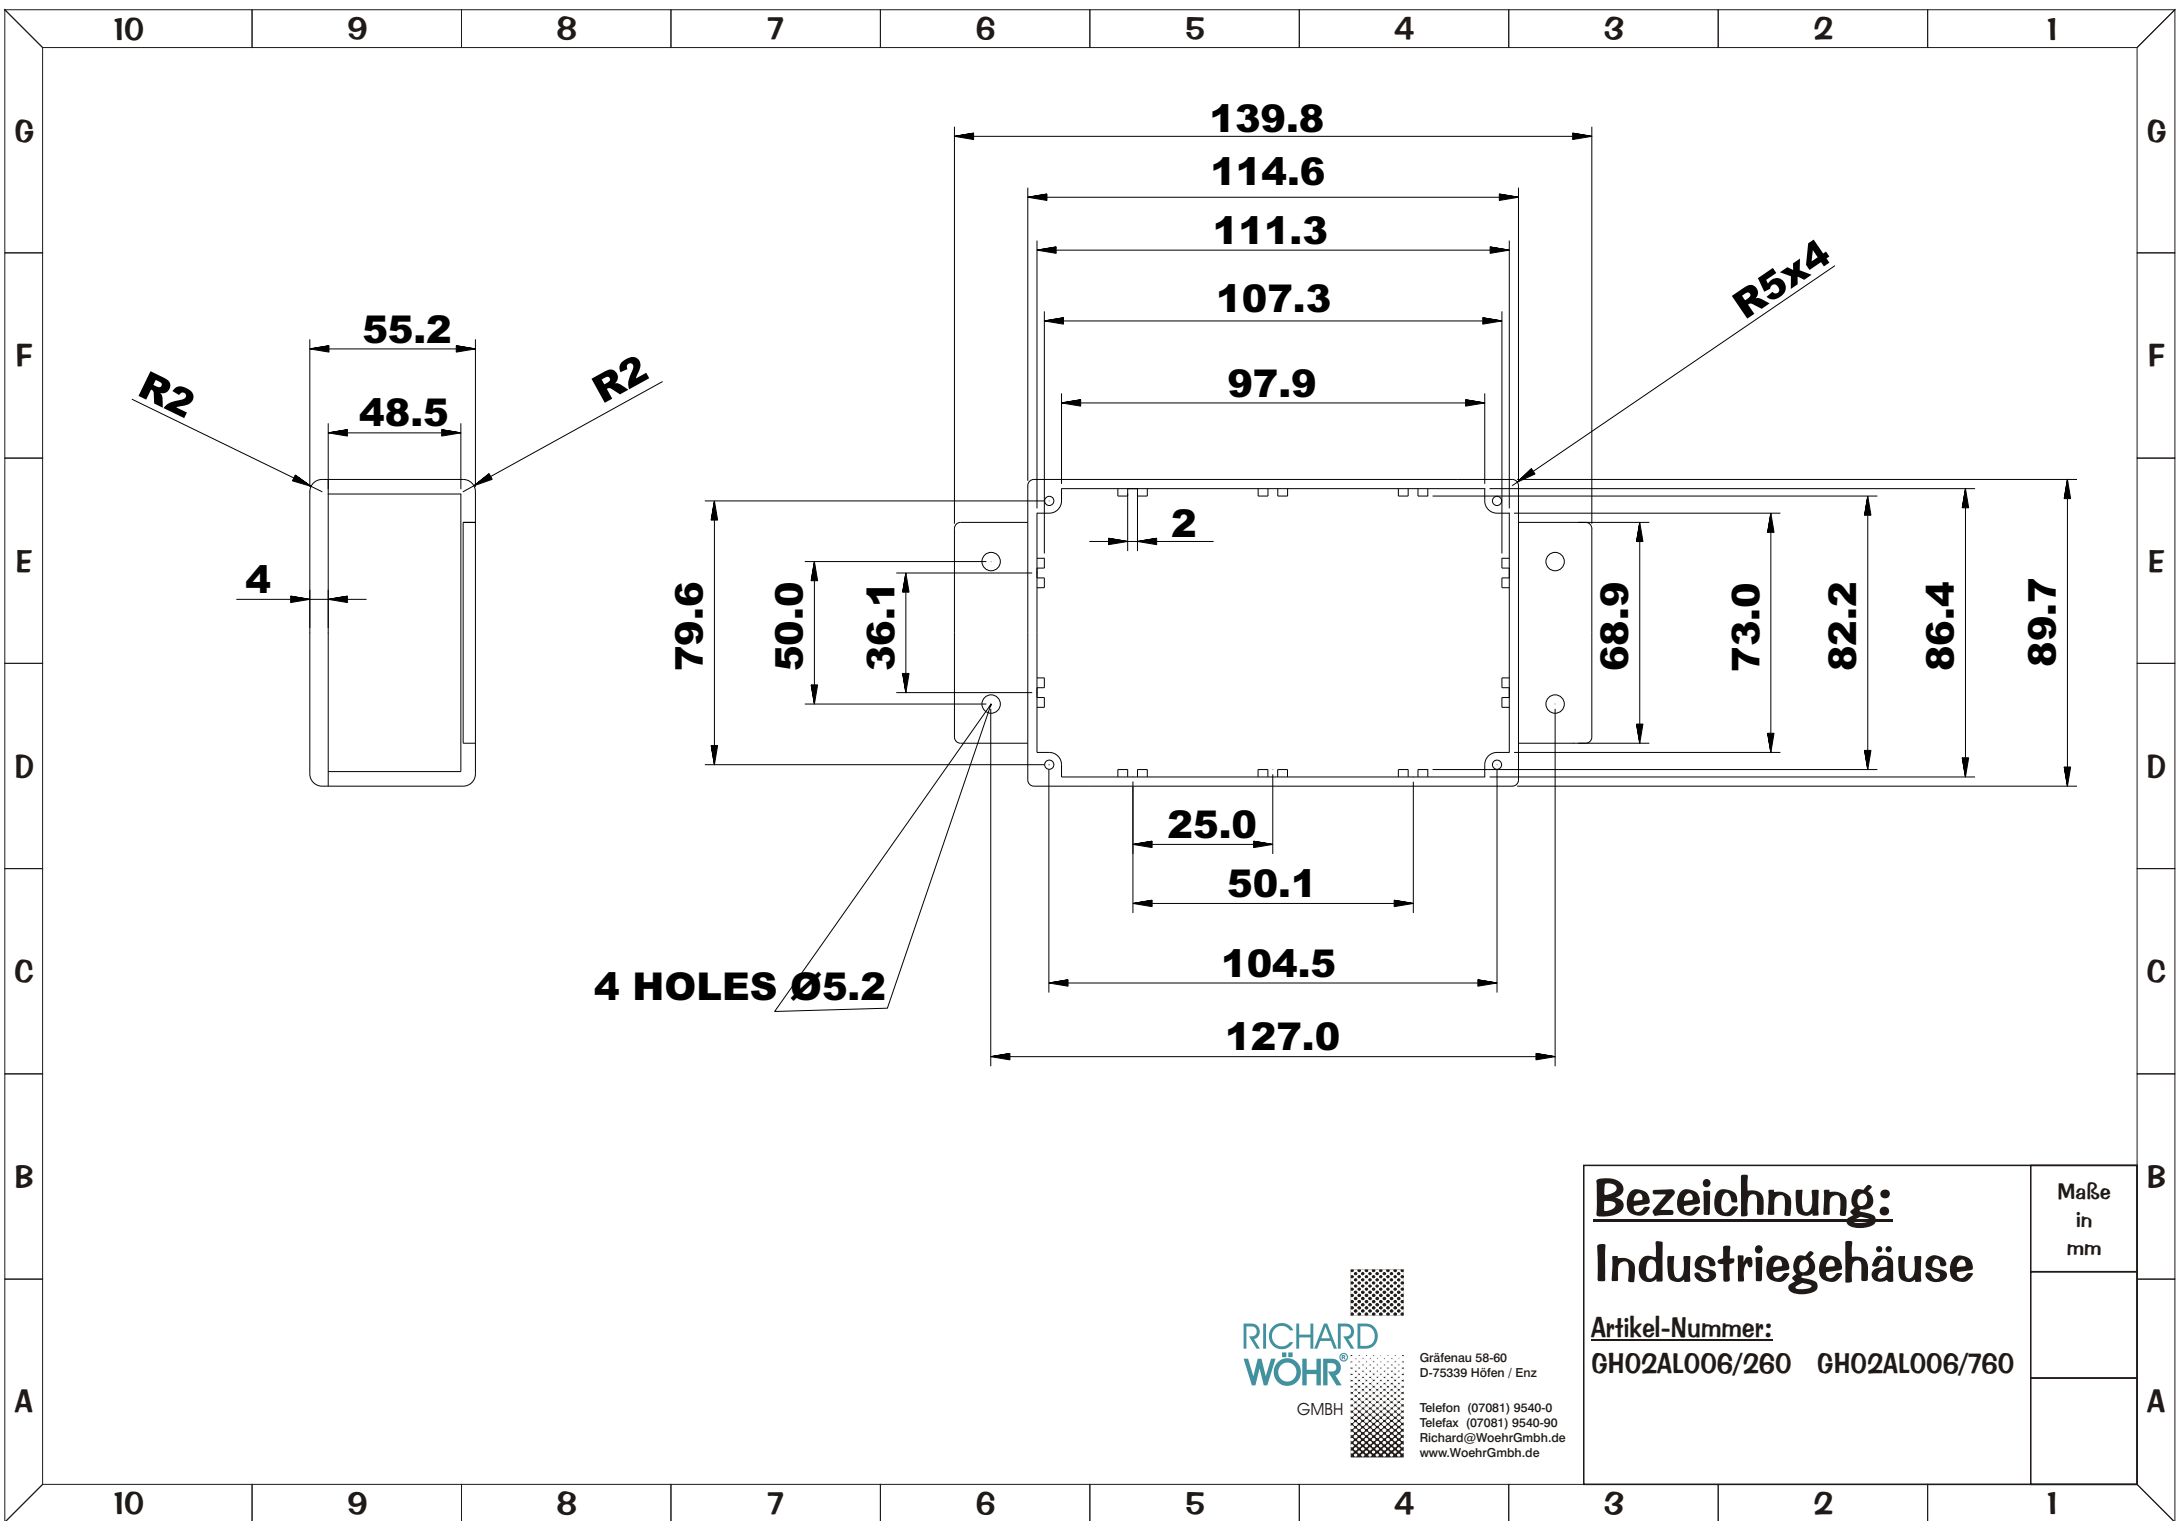 10 9 8 7 6 5 4 3 2 1
G G
F F
E E
D D
C C
B B
A A
139.8
114.6
111.3
107.3
97.9
R5x4
55.2
48.5
R2
R2
4
2
79.6
50.0
36.1
68.9
73.0
82.2
86.4
89.7
25.0
50.1
104.5
127.0
4 HOLES Ø5.2
RICHARD
WÖHR®
GMBH
Gräfenau 58-60
D-75339 Höfen / Enz
Telefon (07081) 9540-0
Telefax (07081) 9540-90
Richard@WoehrGmbh.de
www.WoehrGmbh.de
Bezeichnung:
Industriegehäuse
Artikel-Nummer:
GH02AL006/260 GH02AL006/760
Maße
in
mm
10 9 8 7 6 5 4 3 2 1